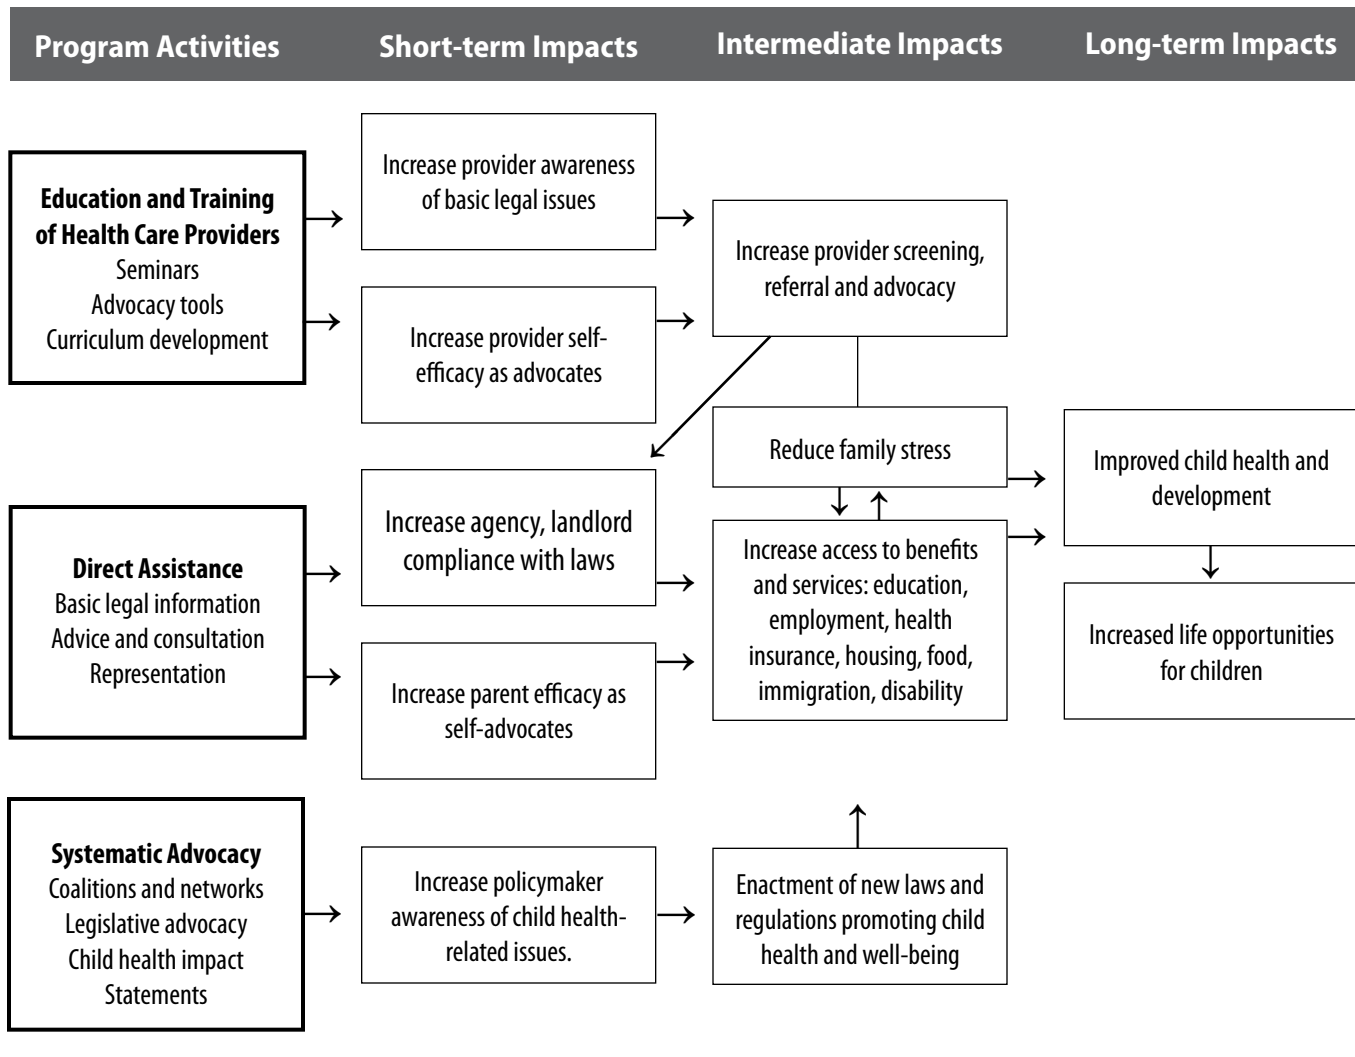 Program Activities
Short-term Impacts
Intermediate Impacts
Long-term Impacts
Education and Training
of Health Care Providers
Seminars
Advocacy tools
Curriculum development
Increase provider awareness
of basic legal issues
Increase provider self-
efficacy as advocates
Increase provider screening,
referral and advocacy
Reduce family stress
Direct Assistance
Basic legal information
Advice and consultation
Representation
Increase agency, landlord
compliance with laws
Increase parent efficacy as
self-advocates
Increase access to benefits
and services: education,
employment, health
insurance, housing, food,
immigration, disability
Improved child health and
development
Increased life opportunities
for children
Systematic Advocacy
Coalitions and networks
Legislative advocacy
Child health impact
Statements
Increase policymaker
awareness of child health-
related issues.
Enactment of new laws and
regulations promoting child
health and well-being